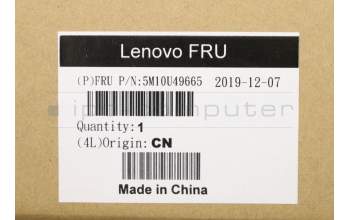 Lenovo FRU
(P)FRU P/N:5M10U49665 2019-12-07
Quantity:1
(4L)Origin:CN
Made in China